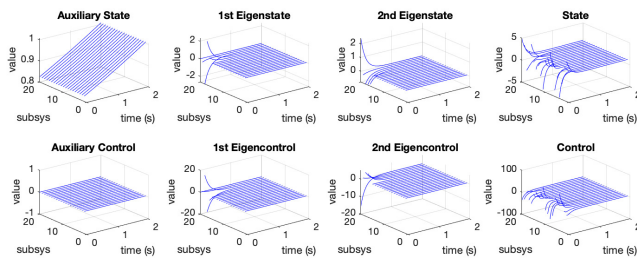 Auxiliary State
1st Eigenstate
2nd Eigenstate
State
value
1
0.9
0.8
20
10
0
subsys
0
1
2
time (s)
value
2
0
-2
20
10
0
subsys
0
1
2
time (s)
value
2
1
0
20
10
0
subsys
0
1
2
time (s)
value
5
0
-5
20
10
0
subsys
0
1
2
time (s)
Auxiliary Control
1st Eigencontrol
2nd Eigencontrol
Control
value
1
0
-1
20
10
0
subsys
0
1
2
time (s)
value
20
0
-20
20
10
0
subsys
0
1
2
time (s)
value
0
-10
-20
20
10
0
subsys
0
1
2
time (s)
value
100
0
-100
20
10
0
subsys
0
1
2
time (s)